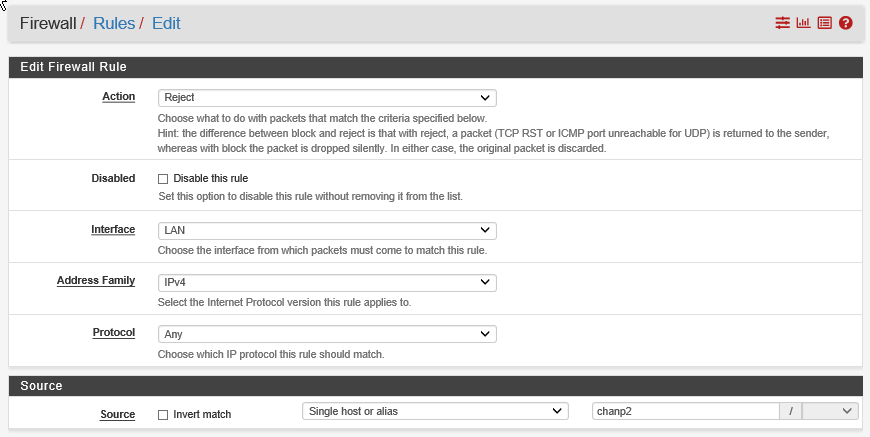 Firewall / Rules / Edit
Edit Firewall Rule
Action Reject
Choose what to do with packets that match the criteria specified below.
Hint: the difference between block and reject is that with reject, a packet (TCP RST or ICMP port unreachable for UDP) is returned to the sender,
whereas with block the packet is dropped silently. In either case, the original packet is discarded.
Disabled Disable this rule
Set this option to disable this rule without removing it from the list.
Interface LAN
Choose the interface from which packets must come to match this rule.
Address Family IPv4
Select the Internet Protocol version this rule applies to.
Protocol Any
Choose which IP protocol this rule should match.
Source
Source Invert match Single host or alias chanp2 /